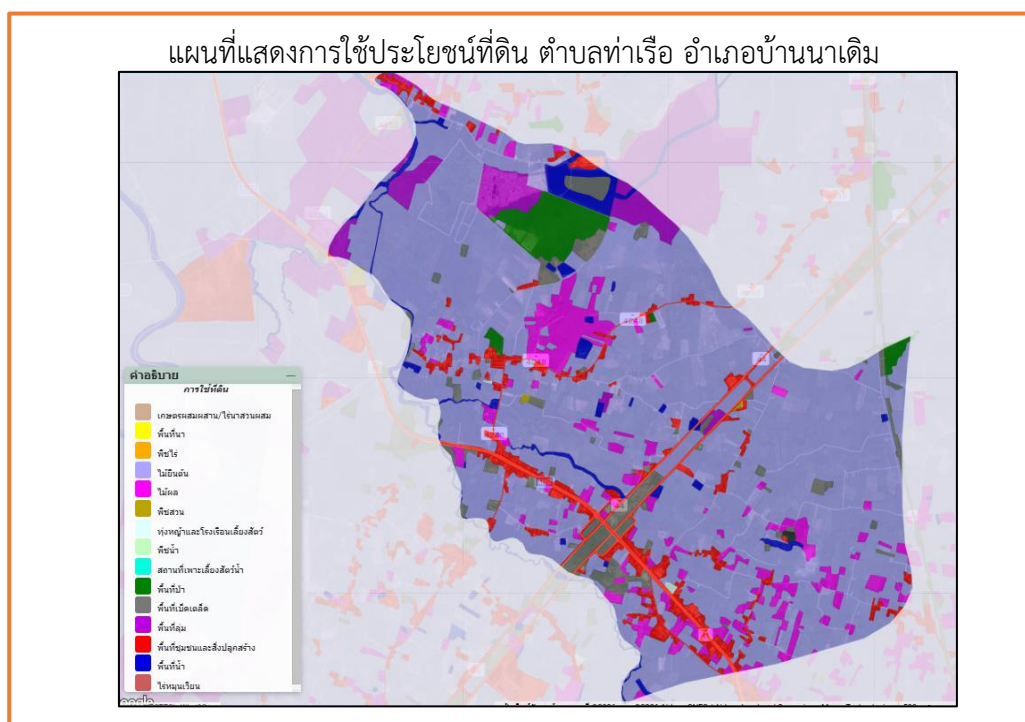 แผนที่แสดงการใช้ประโยชน์ที่ดิน ตำบลท่าเรือ อำเภอบ้านนาเดิม
คำอธิบาย
การใช้ที่ดิน
เกษตรผสมผสาน/ไร่นาสวนผสม
พื้นที่นา
พืชไร่
ไม้ยืนต้น
ไม้ผล
พืชสวน
ทุ่งหญ้าและโรงเรือนเลี้ยงสัตว์
พืชน้ำ
สถานที่เพาะเลี้ยงสัตว์น้ำ
พื้นที่ป่า
พื้นที่เบ็ดเตล็ด
พื้นที่ลุ่ม
พื้นที่ชุมชนและสิ่งปลูกสร้าง
พื้นที่น้ำ
ไร่หมุนเวียน